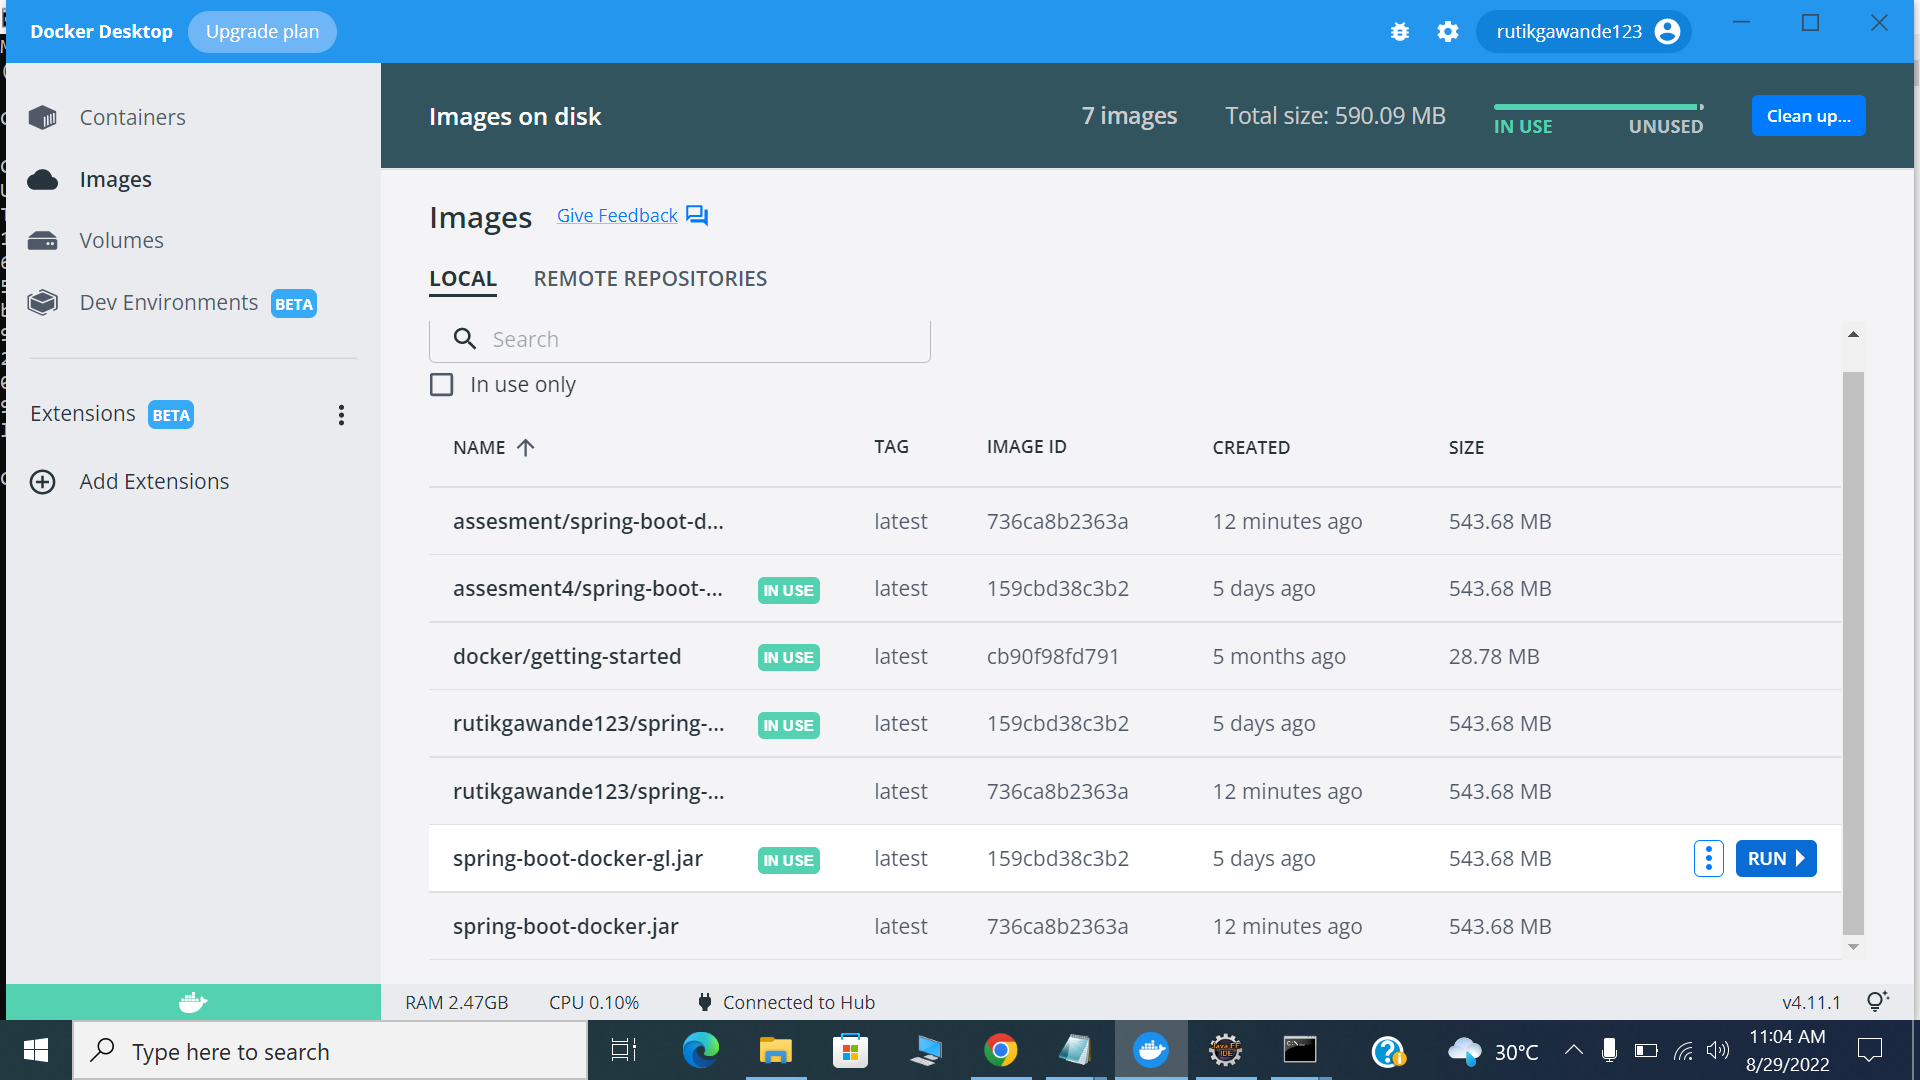 Docker Desktop
Upgrade plan
rutikgawande123
Containers
Images
Volumes
Dev Environments BETA
Extensions BETA
Add Extensions
Images on disk
7 images
Total size: 590.09 MB
IN USE
UNUSED
Clean up...
Images
Give Feedback
LOCAL
REMOTE REPOSITORIES
Search
In use only
NAME TAG IMAGE ID CREATED SIZE
assesment/spring-boot-d... latest 736ca8b2363a 12 minutes ago 543.68 MB
assesment4/spring-boot-... IN USE latest 159cbd38c3b2 5 days ago 543.68 MB
docker/getting-started IN USE latest cb90f98fd791 5 months ago 28.78 MB
rutikgawande123/spring-... IN USE latest 159cbd38c3b2 5 days ago 543.68 MB
rutikgawande123/spring-... latest 736ca8b2363a 12 minutes ago 543.68 MB
spring-boot-docker-gl.jar IN USE latest 159cbd38c3b2 5 days ago 543.68 MB RUN
spring-boot-docker.jar latest 736ca8b2363a 12 minutes ago 543.68 MB
RAM 2.47GB CPU 0.10% Connected to Hub v4.11.1
Type here to search
30°C
11:04 AM
8/29/2022